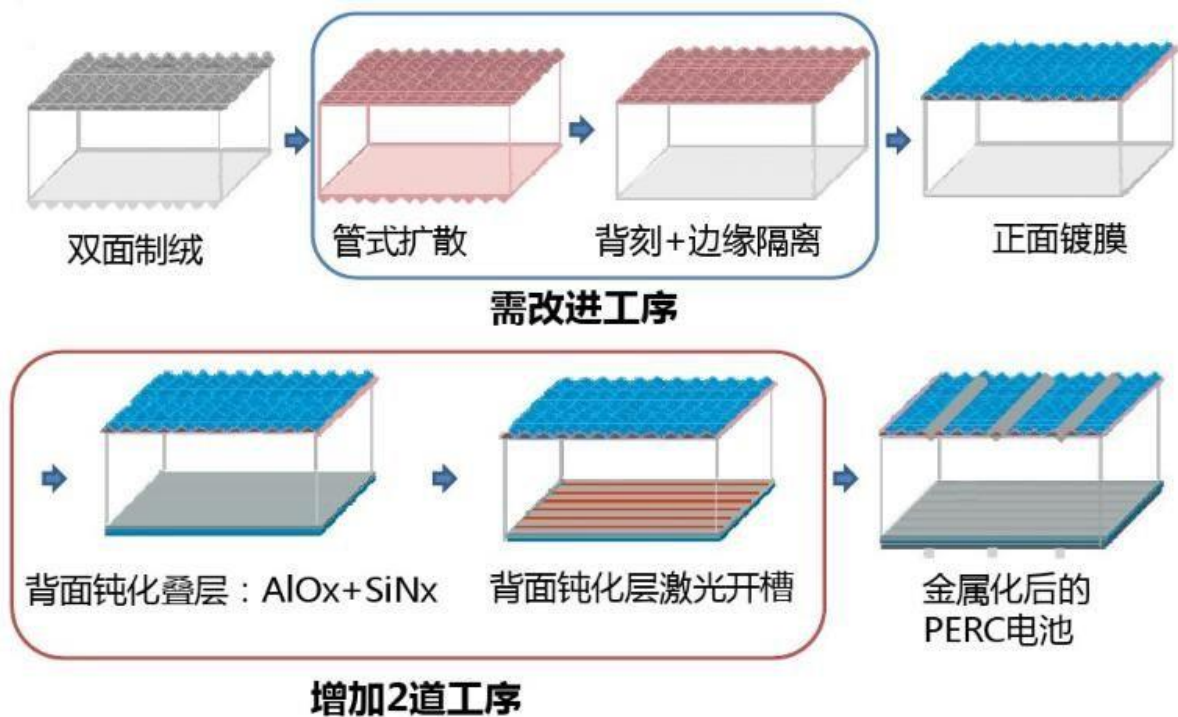 双面制绒
管式扩散
背刻+边缘隔离
正面镀膜
需改进工序
背面钝化叠层：AlOx+SiNx
背面钝化层激光开槽
金属化后的
PERC电池
增加2道工序